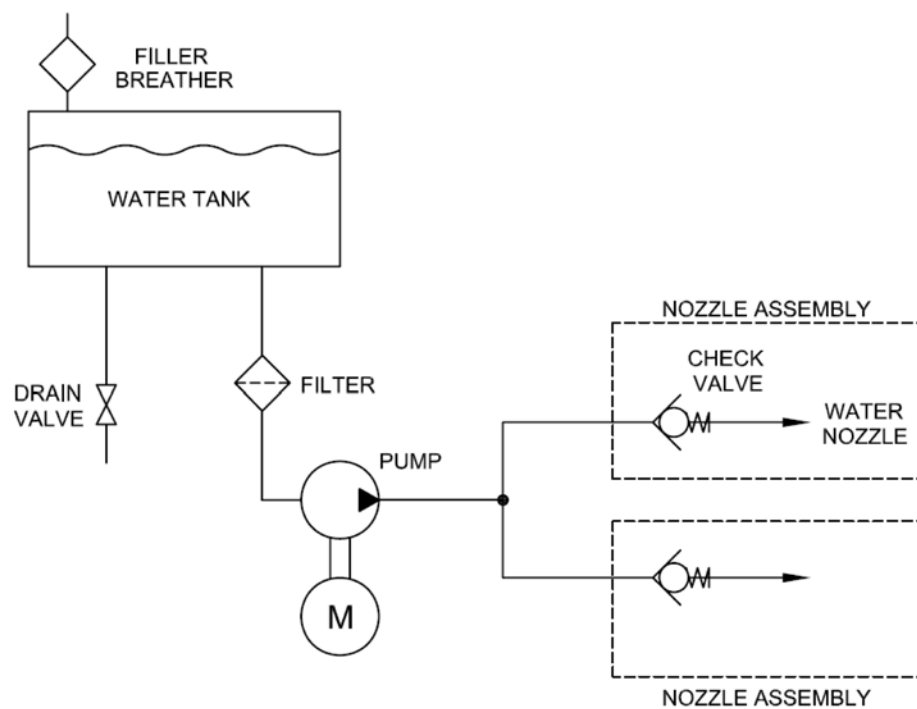 FILLER
BREATHER
WATER TANK
DRAIN
VALVE
FILTER
PUMP
M
NOZZLE ASSEMBLY
CHECK
VALVE
WATER
NOZZLE
NOZZLE ASSEMBLY